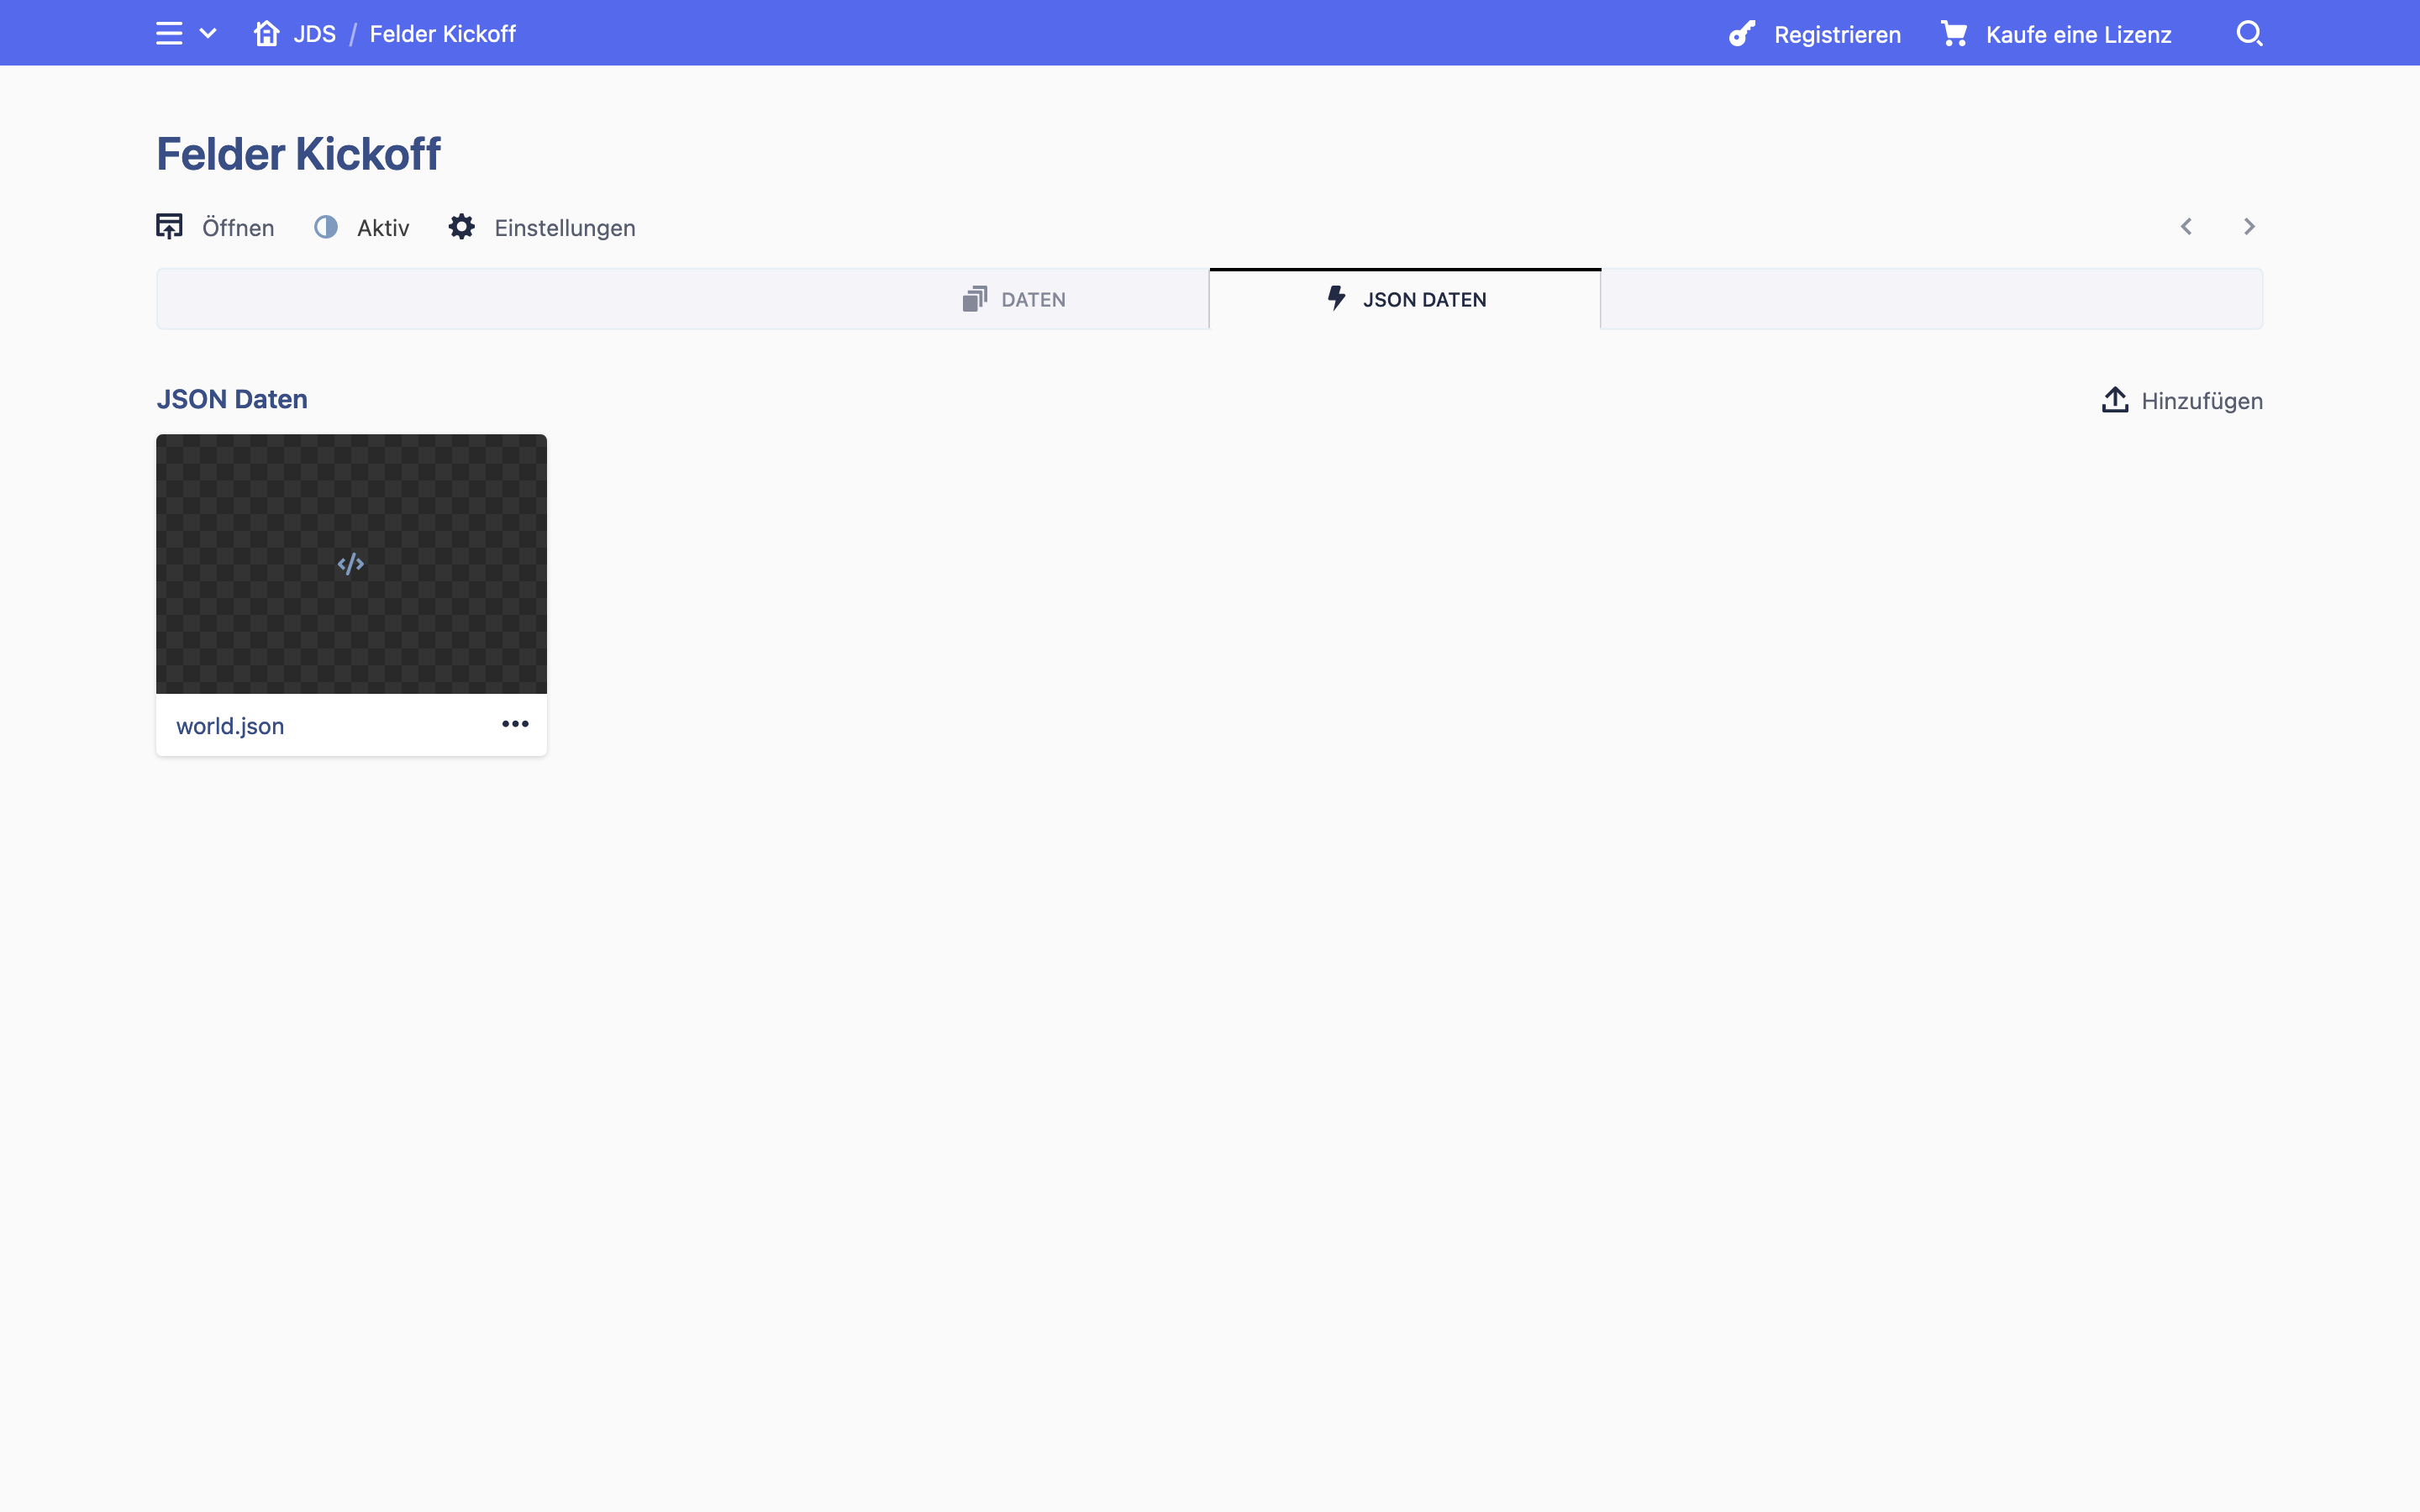 JDS / Felder Kickoff
Registrieren
Kaufe eine Lizenz
Felder Kickoff
Öffnen
Aktiv
Einstellungen
DATEN
JSON DATEN
JSON Daten
Hinzufügen
world.json